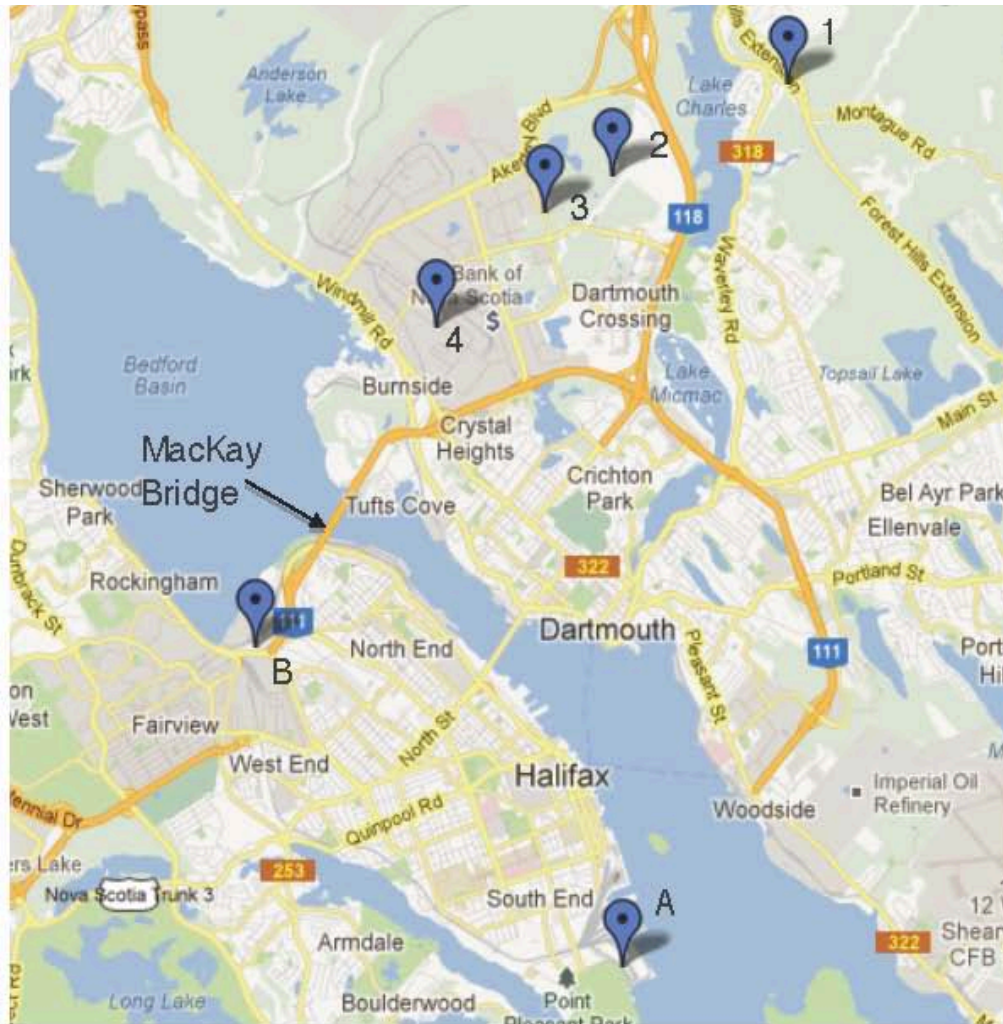 1
Anderson
Lake
Lake
Charles
Montague Rd
318
2
Akerley Blvd
3
118
Forest Hills Extension
Waverley Rd
Windmill Rd
Bank of
Nova Scotia
$
4
Dartmouth
Crossing
Bedford
Basin
Burnside
Lake
Micmac
Topsail Lake
Main St
Crystal
Heights
MacKay
Bridge
Crichton
Park
Sherwood
Park
Tufts Cove
Bel Ayr Park
Ellenvale
Dunbrack St
Rockingham
322
Portland St
111
B
North End
Dartmouth
111
Pleasant St
Fairview
North St
West End
Halifax
Woodside
Imperial Oil
Refinery
Quinpool Rd
253
Nova Scotia Trunk 3
South End
A
322
12
CFB
Armdale
Long Lake
Boulderwood
Point
Pleasant Park